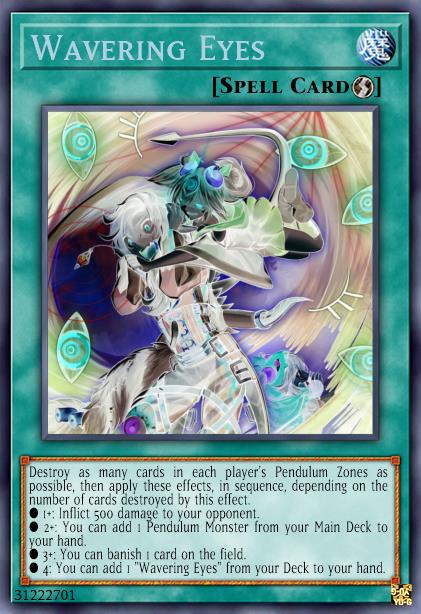 Wavering Eyes
魔
[Spell Card]
Destroy as many cards in each player's Pendulum Zones as
possible, then apply these effects, in sequence, depending on the
number of cards destroyed by this effect.
● 1+: Inflict 500 damage to your opponent.
● 2+: You can add 1 Pendulum Monster from your Main Deck to
your hand.
● 3+: You can banish 1 card on the field.
● 4: You can add 1 "Wavering Eyes" from your Deck to your hand.
31222701